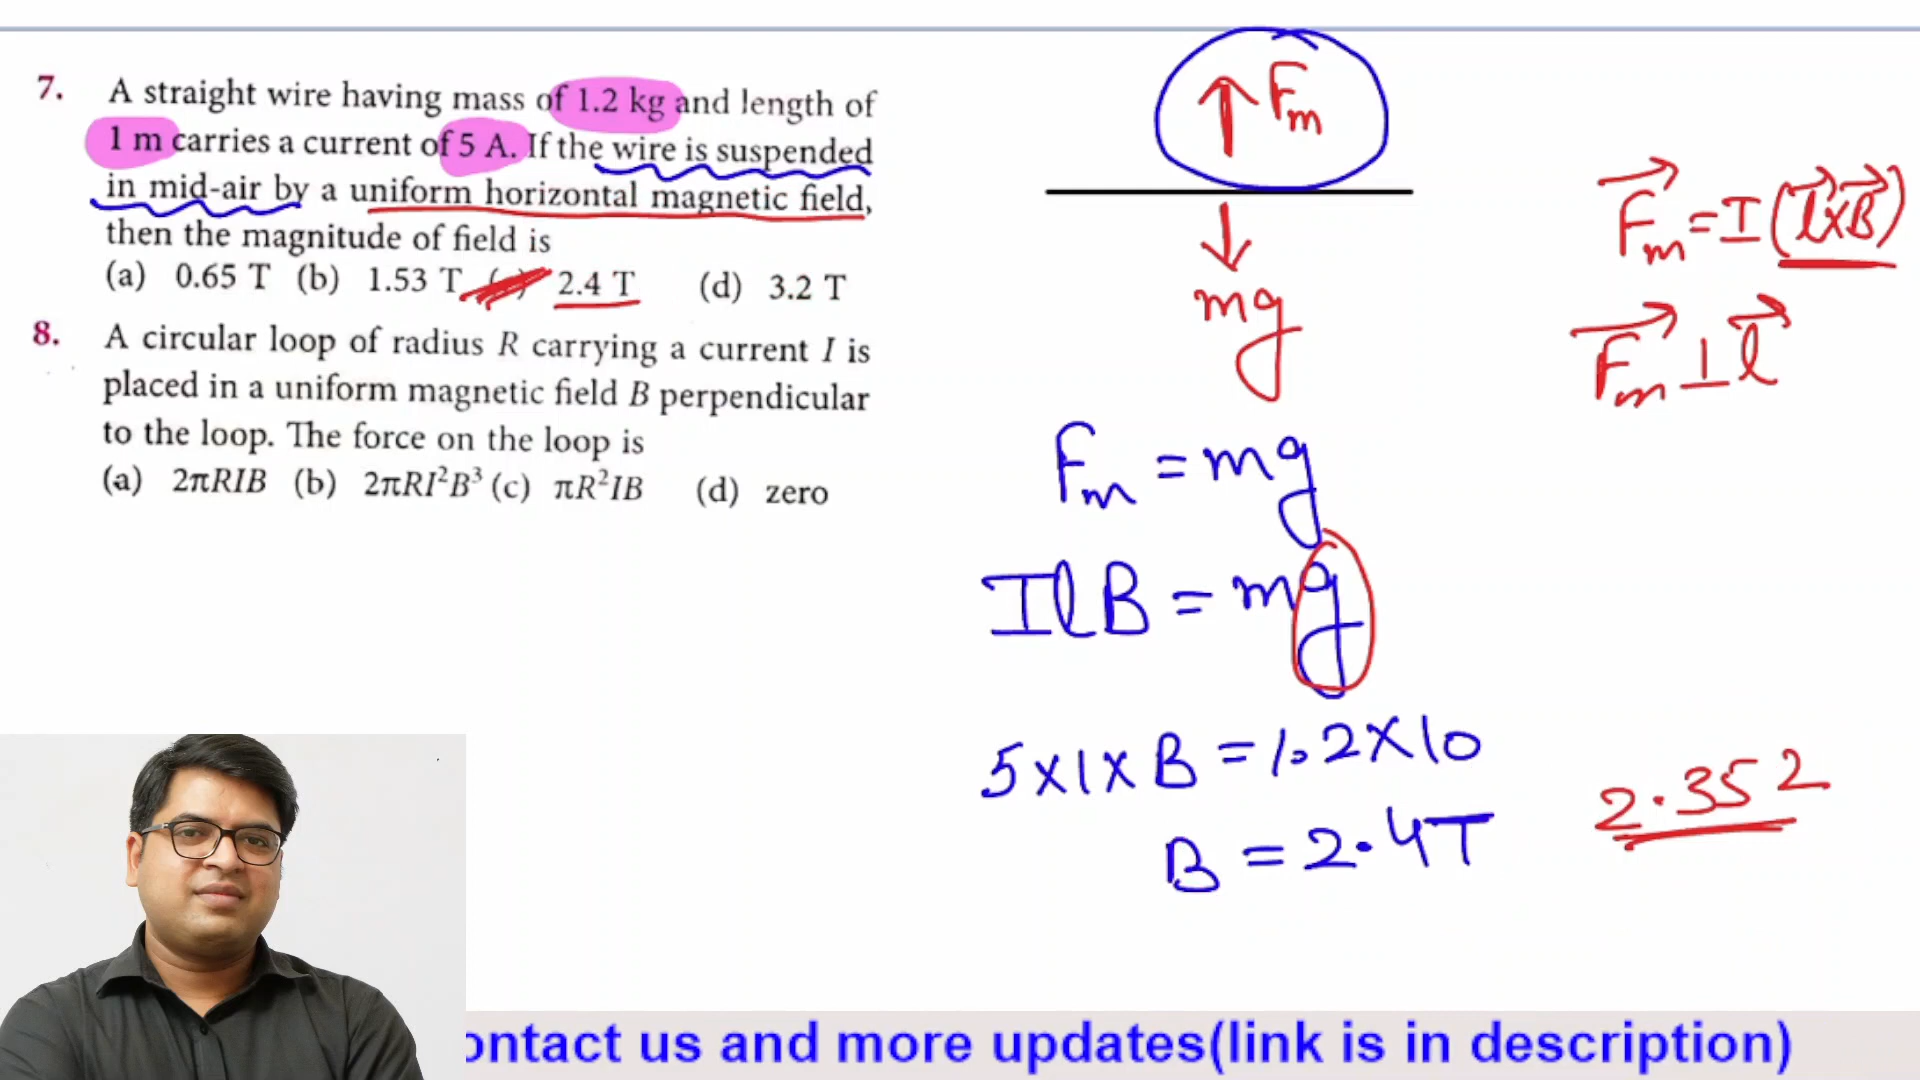 7. A straight wire having mass of 1.2 kg and length of
1 m carries a current of 5 A. If the wire is suspended
in mid-air by a uniform horizontal magnetic field,
then the magnitude of field is
(a) 0.65 T (b) 1.53 T 2.4 T (d) 3.2 T
8. A circular loop of radius R carrying a current I is
placed in a uniform magnetic field B perpendicular
to the loop. The force on the loop is
(a) 2πRIB (b) 2πRI²B³ (c) πR²IB (d) zero
↑ Fm
↓
mg
Fm = mg
IlB = mg
5×1×B = 1.2×10
B = 2.4T
F⃗m = I(l⃗×B⃗)
F⃗m ⊥ l⃗
2.352
ontact us and more updates(link is in description)